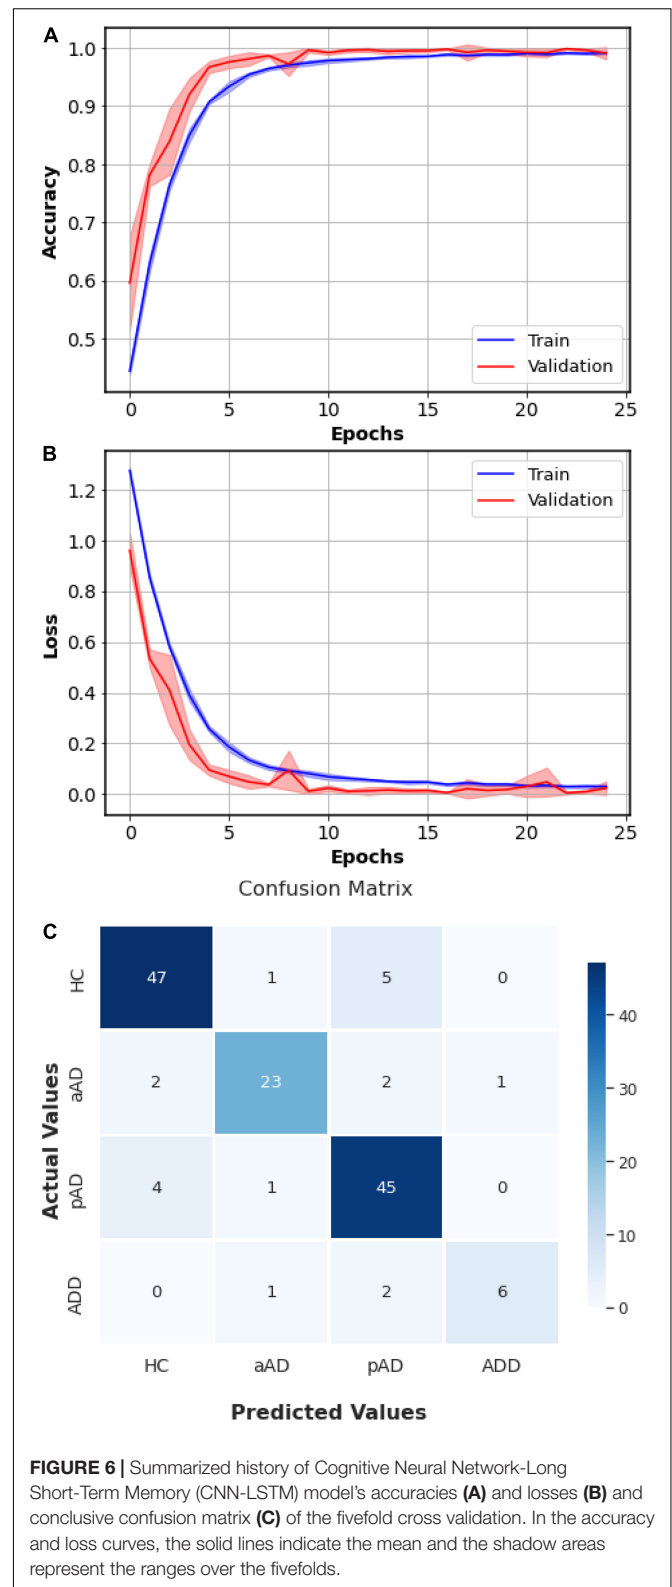 A
1.0
0.9
0.8
0.7
0.6
0.5
Accuracy
Train
Validation
0 5 10 15 20 25
Epochs
B
1.2
1.0
0.8
0.6
0.4
0.2
0.0
Loss
Train
Validation
0 5 10 15 20 25
Epochs
Confusion Matrix
C
Actual Values
HC 47 1 5 0
aAD 2 23 2 1
pAD 4 1 45 0
ADD 0 1 2 6
HC aAD pAD ADD
Predicted Values
40
30
20
10
0
FIGURE 6 | Summarized history of Cognitive Neural Network-Long
Short-Term Memory (CNN-LSTM) model's accuracies (A) and losses (B) and
conclusive confusion matrix (C) of the fivefold cross validation. In the accuracy
and loss curves, the solid lines indicate the mean and the shadow areas
represent the ranges over the fivefolds.